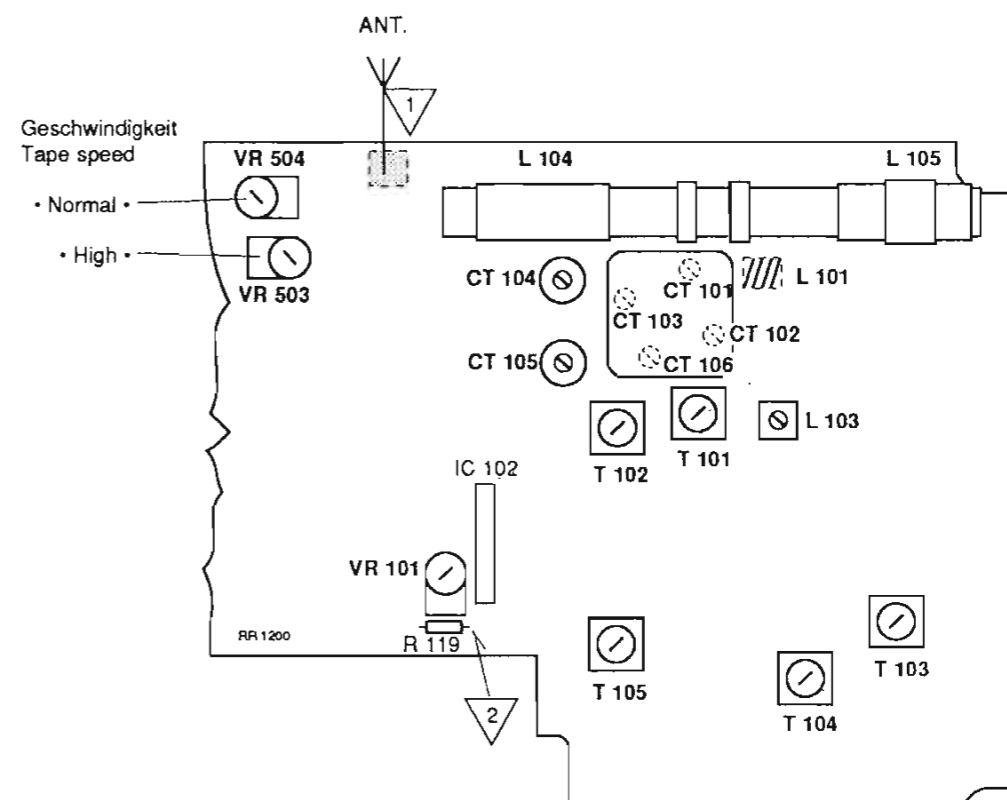 ANT.
1
Geschwindigkeit
Tape speed
VR 504
L 104
L 105
• Normal •
• High •
VR 503
CT 104
CT 101
L 101
CT 103
CT 102
CT 105
CT 106
L 103
T 102
T 101
IC 102
VR 101
RR 1200
R 119
T 105
T 103
2
T 104